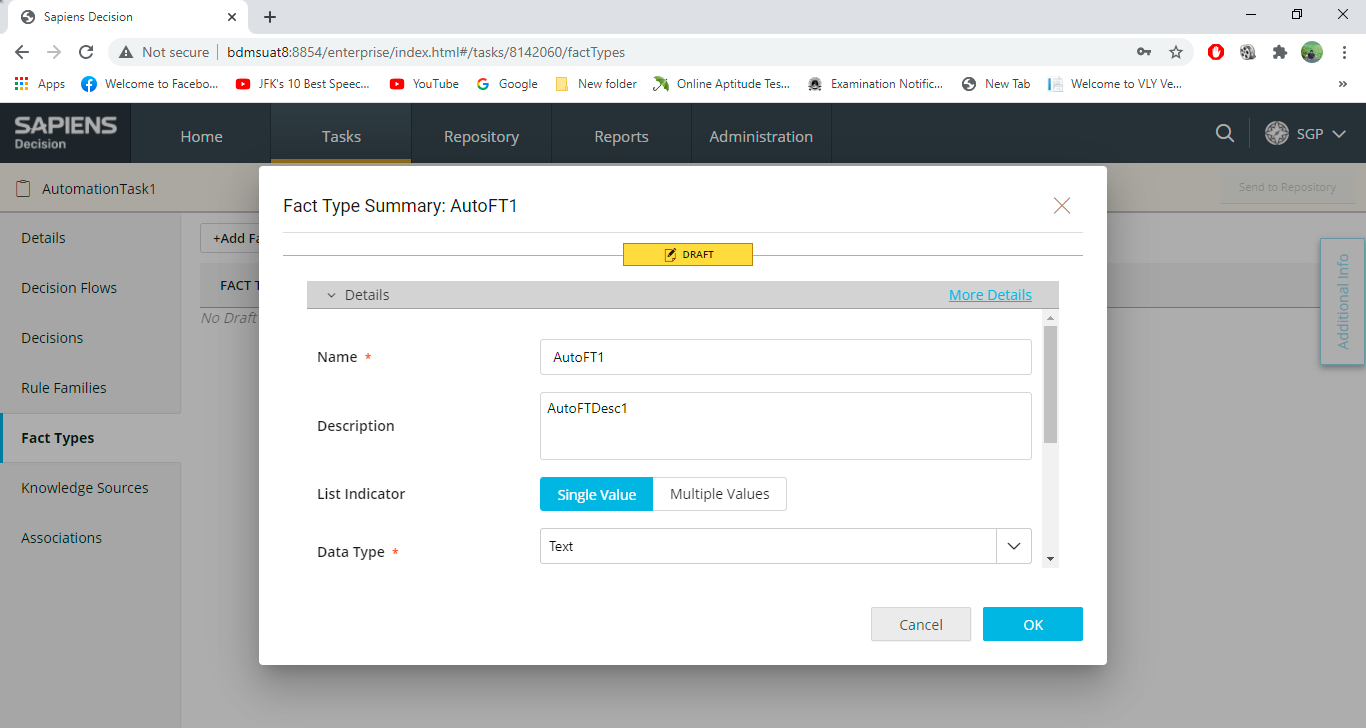 Sapiens Decision
Not secure bdmsuat8:8854/enterprise/index.html#/tasks/8142060/factTypes
Apps Welcome to Facebo... JFK's 10 Best Speec... YouTube Google New folder Online Aptitude Tes... Examination Notific... New Tab Welcome to VLY Ve... »
SAPIENS
Decision
Home Tasks Repository Reports Administration SGP
AutomationTask1 Send to Repository
Details
Decision Flows
Decisions
Rule Families
Fact Types
Knowledge Sources
Associations
+Add Fa
FACT T
No Draft
Additional Info
Fact Type Summary: AutoFT1
DRAFT
Details More Details
Name * AutoFT1
Description AutoFTDesc1
List Indicator Single Value Multiple Values
Data Type * Text
Cancel OK